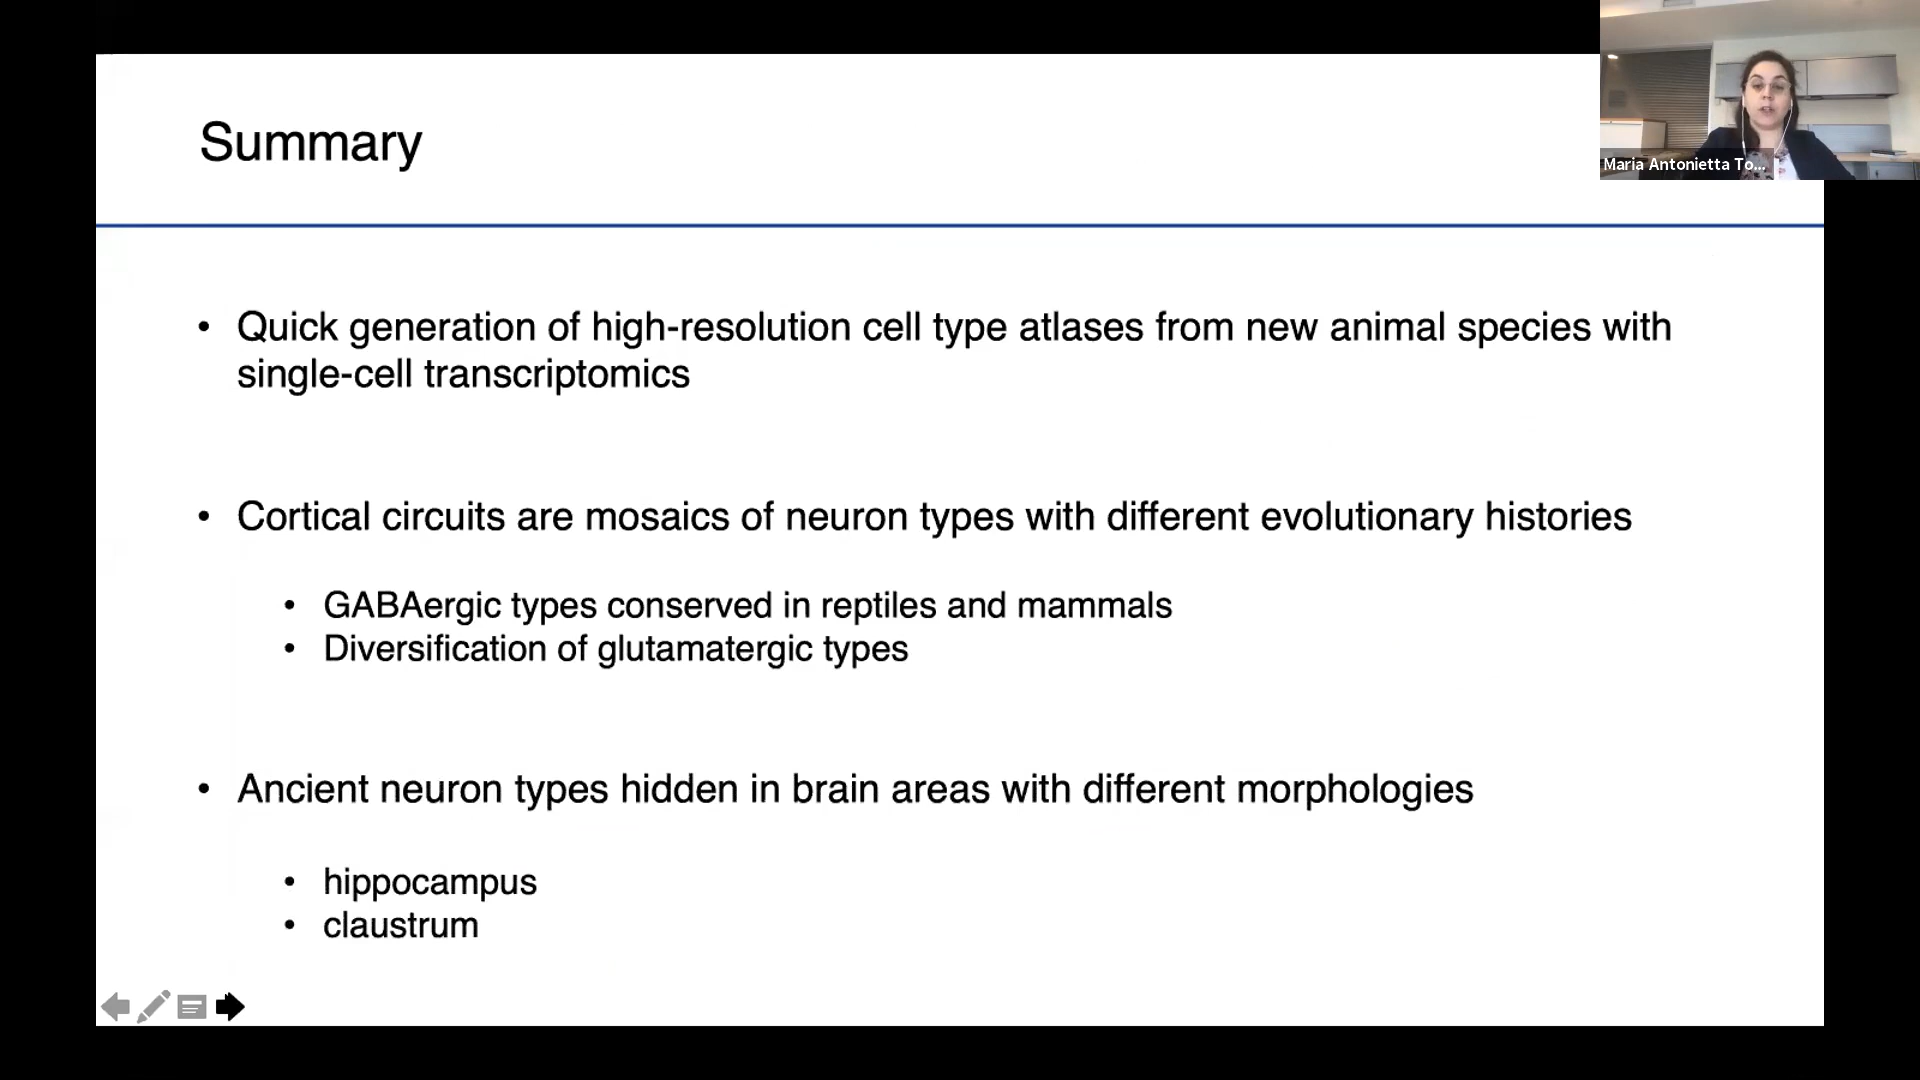 Summary
Maria Antonietta To...
• Quick generation of high-resolution cell type atlases from new animal species with
single-cell transcriptomics
• Cortical circuits are mosaics of neuron types with different evolutionary histories
• GABAergic types conserved in reptiles and mammals
• Diversification of glutamatergic types
• Ancient neuron types hidden in brain areas with different morphologies
• hippocampus
• claustrum